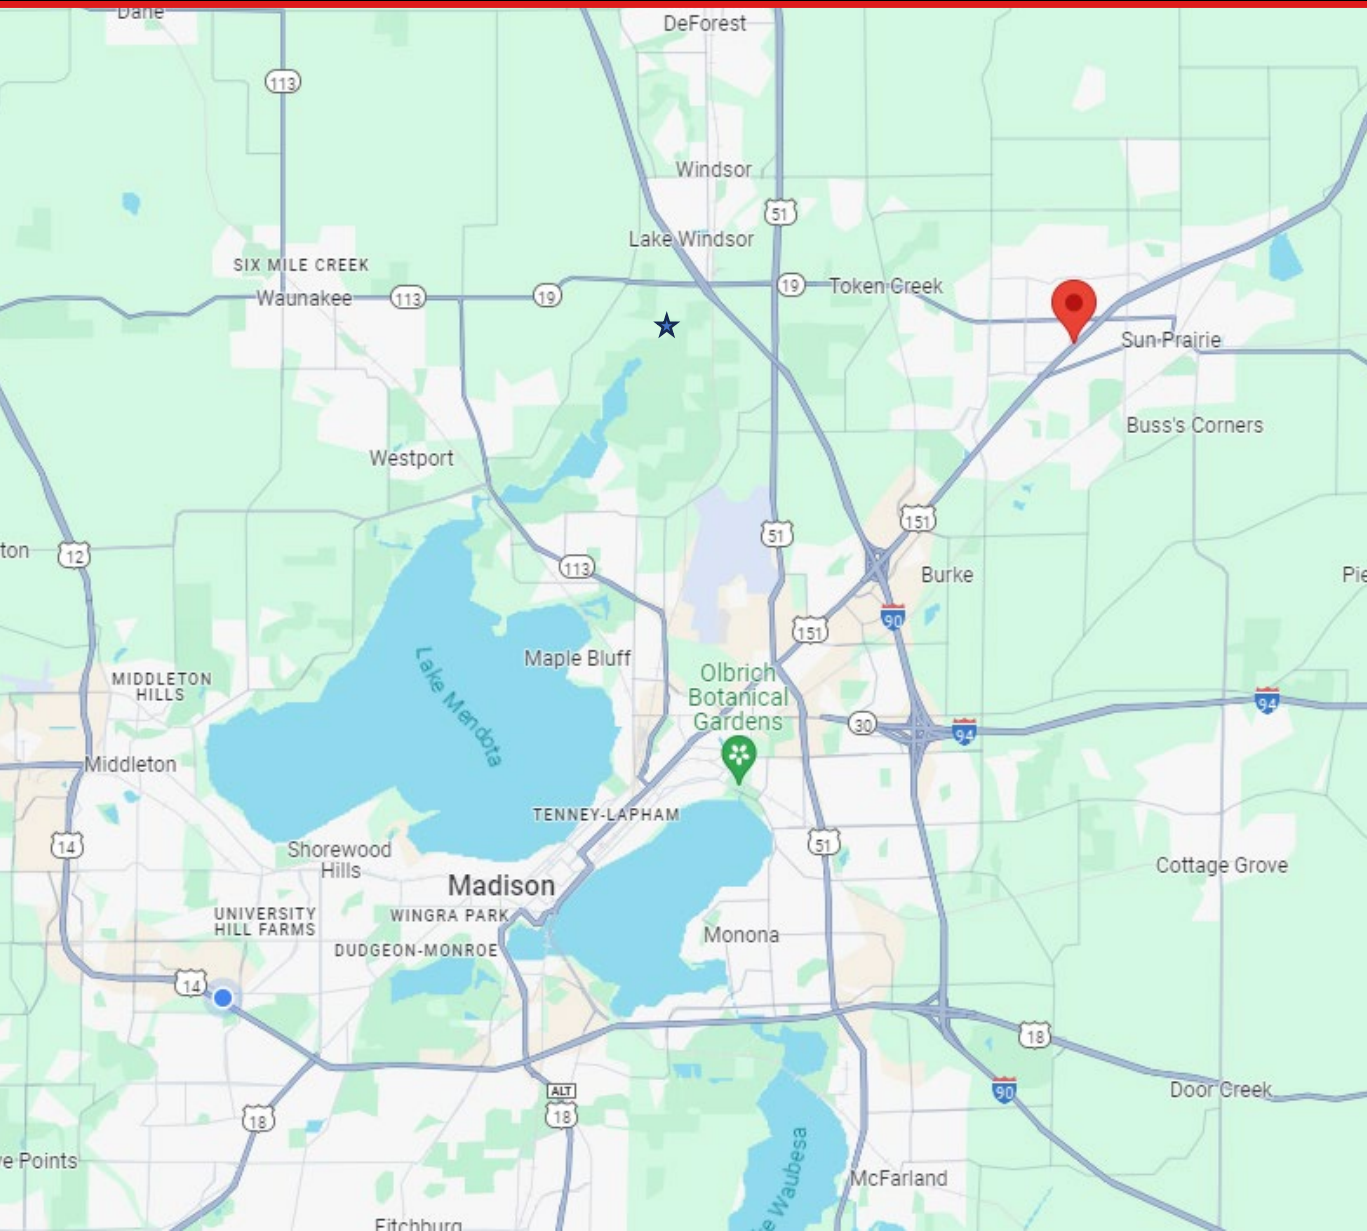 Dane
DeForest
113
Windsor
51
Lake Windsor
SIX MILE CREEK
Waunakee
113
19
19
Token Creek
Sun Prairie
Buss's Corners
Westport
151
51
ton
12
113
Burke
Pie
90
151
Maple Bluff
Lake Mendota
Olbrich
Botanical
Gardens
MIDDLETON
HILLS
94
30
94
Middleton
TENNEY-LAPHAM
14
51
Shorewood
Hills
Cottage Grove
Madison
UNIVERSITY
HILL FARMS
WINGRA PARK
Monona
DUDGEON-MONROE
14
18
90
Door Creek
ALT
18
18
e Points
e Waubesa
McFarland
Fitchburg